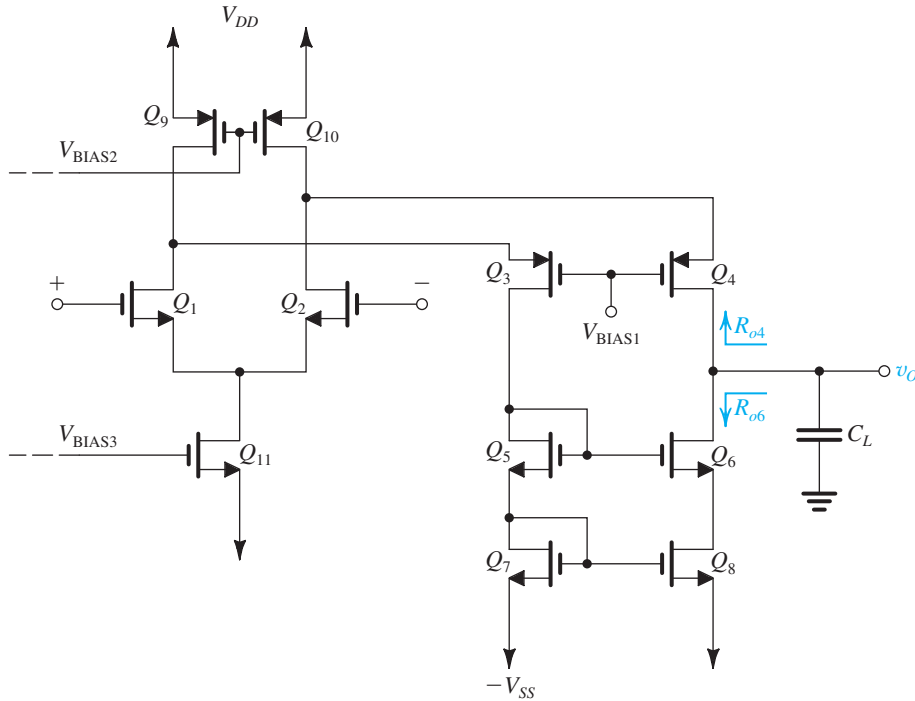 V_DD
Q_9
Q_10
V_BIAS2
Q_3
Q_4
+
Q_1
Q_2
−
V_BIAS1
R_o4
v_O
R_o6
V_BIAS3
Q_11
Q_5
Q_6
C_L
Q_7
Q_8
−V_SS